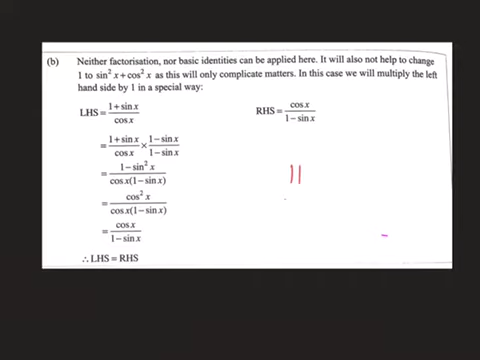 (b) Neither factorisation, nor basic identities can be applied here. It will also not help to change
1 to sin² x + cos² x as this will only complicate matters. In this case we will multiply the left
hand side by 1 in a special way:
LHS = (1 + sin x)/(cos x)    RHS = (cos x)/(1 − sin x)
= (1 + sin x)/(cos x) × (1 − sin x)/(1 − sin x)
= (1 − sin² x)/(cos x(1 − sin x))
= (cos² x)/(cos x(1 − sin x))
= (cos x)/(1 − sin x)
∴ LHS = RHS